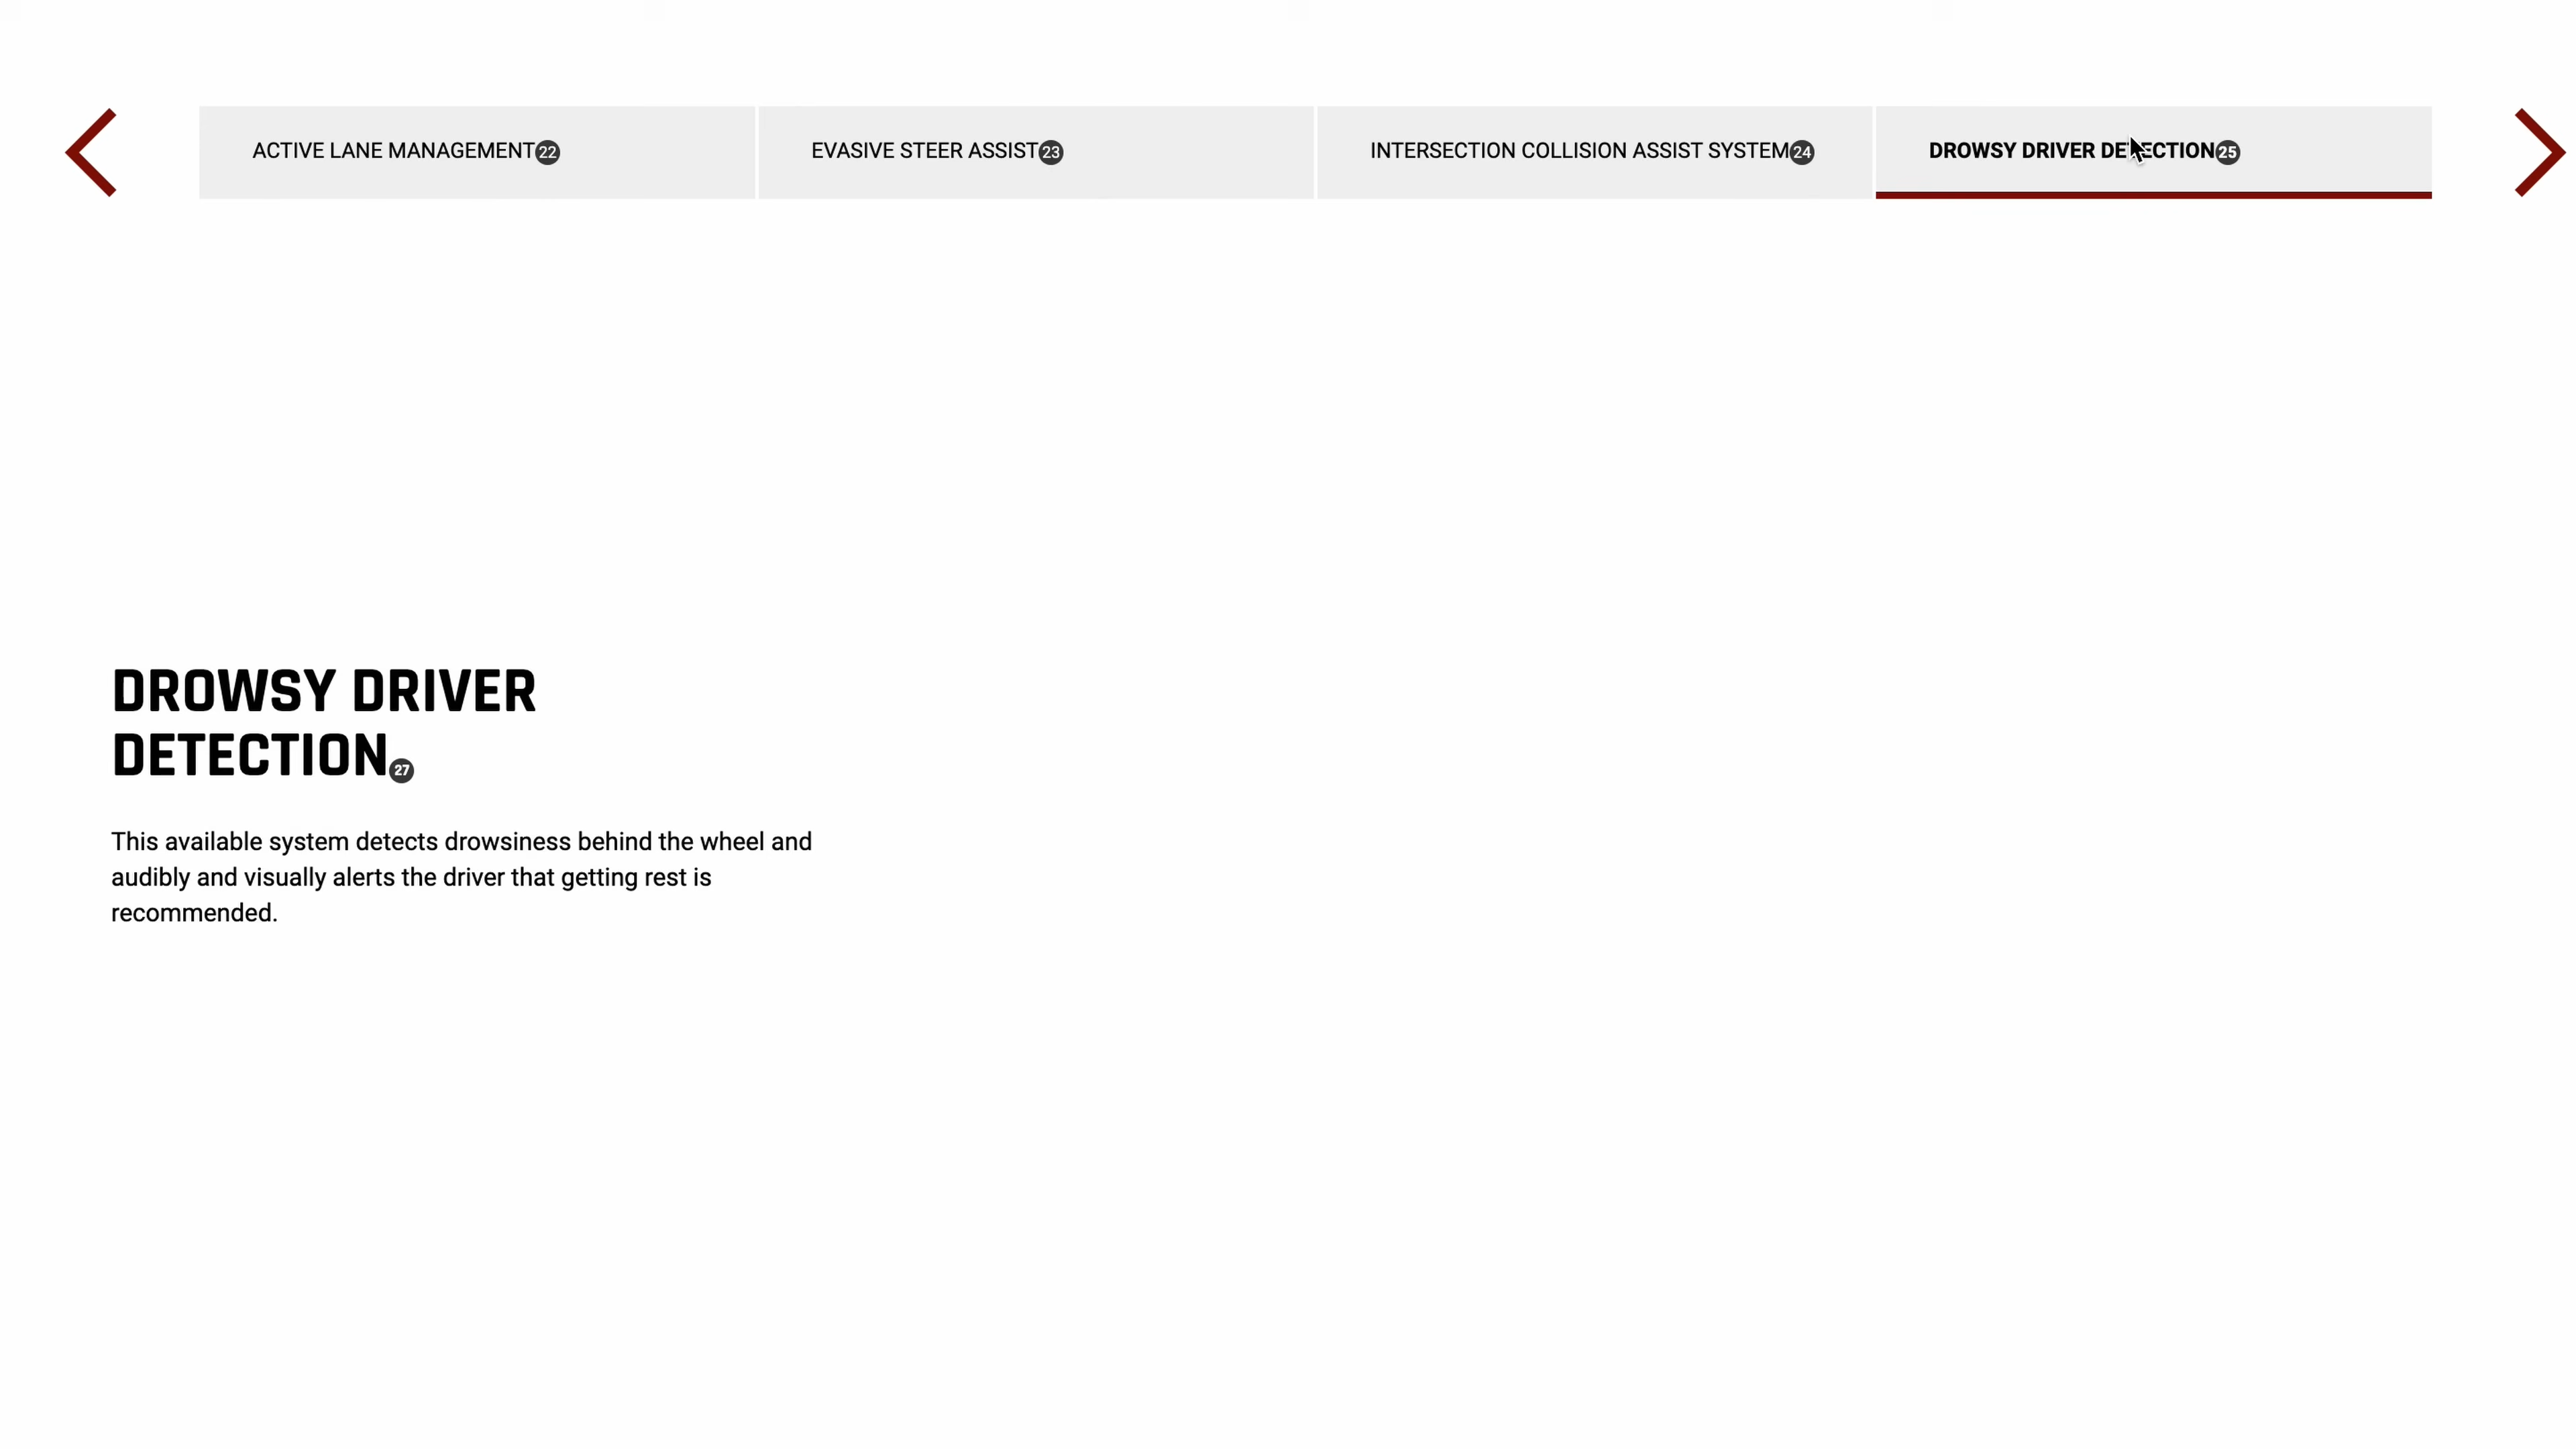 ACTIVE LANE MANAGEMENT22
EVASIVE STEER ASSIST23
INTERSECTION COLLISION ASSIST SYSTEM24
DROWSY DRIVER DETECTION25
DROWSY DRIVER
DETECTION27
This available system detects drowsiness behind the wheel and
audibly and visually alerts the driver that getting rest is
recommended.